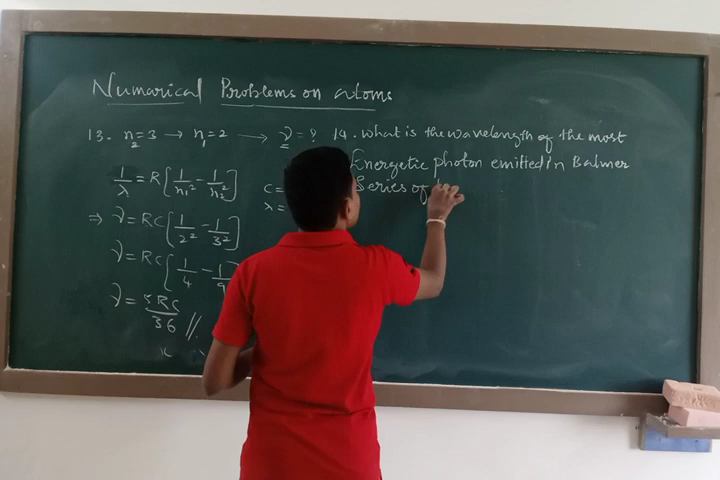 Numarical Problems on atoms
13. n₂=3 → n₁=2 → ν = ?
1/λ = R[1/n₁² - 1/n₂²]
C=
λ=
⇒ ν = RC[1/2² - 1/3²]
ν = RC[1/4 - 1/9
ν = 5RC/36 //
14. What is the wavelength of the most
Energetic photon emitted in Balmer
Series of